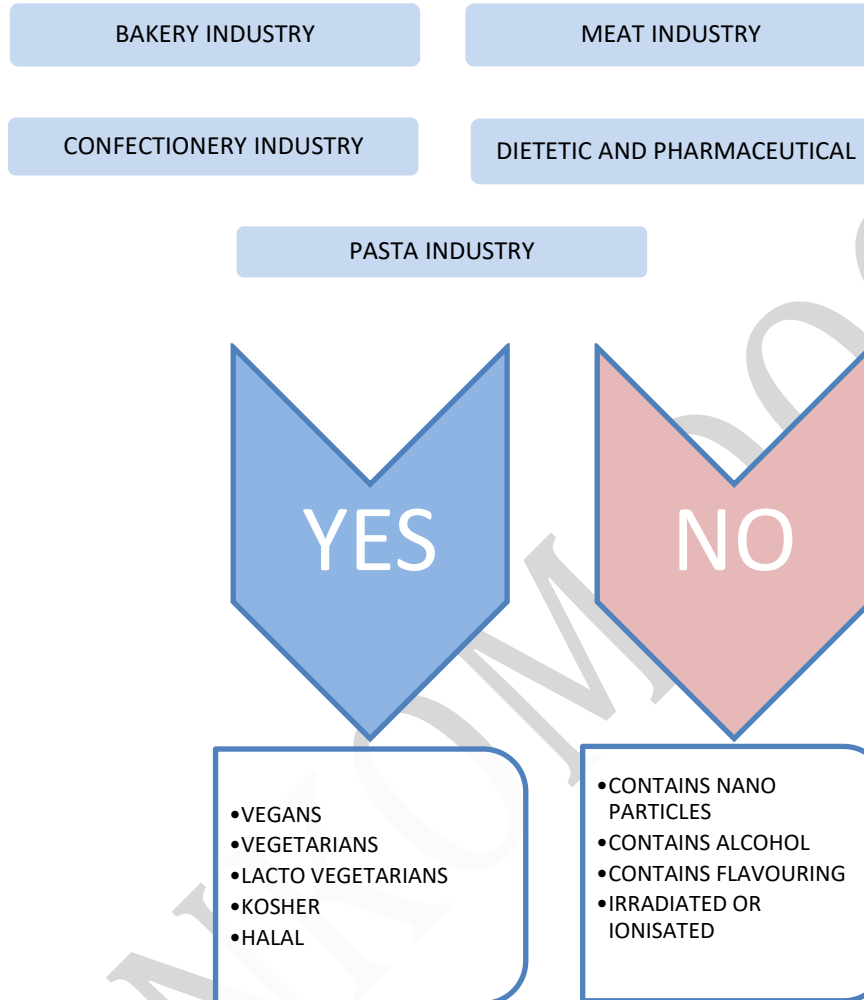 BAKERY INDUSTRY
MEAT INDUSTRY
CONFECTIONERY INDUSTRY
DIETETIC AND PHARMACEUTICAL
PASTA INDUSTRY
YES
NO
•VEGANS
•VEGETARIANS
•LACTO VEGETARIANS
•KOSHER
•HALAL
•CONTAINS NANO
PARTICLES
•CONTAINS ALCOHOL
•CONTAINS FLAVOURING
•IRRADIATED OR
IONISATED